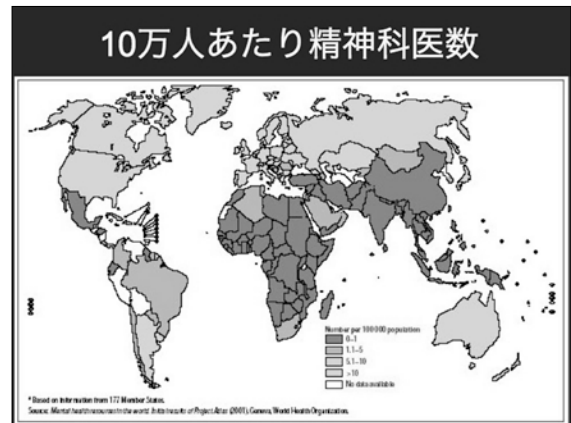 10万人あたり精神科医数
Number per 100 000 population
0–1
1.1–5
5.1–10
>10
No data available
* Based on information from 177 Member States.
Source: Mental health resources in the world. Initial results of Project Atlas (2001). Geneva, World Health Organization.